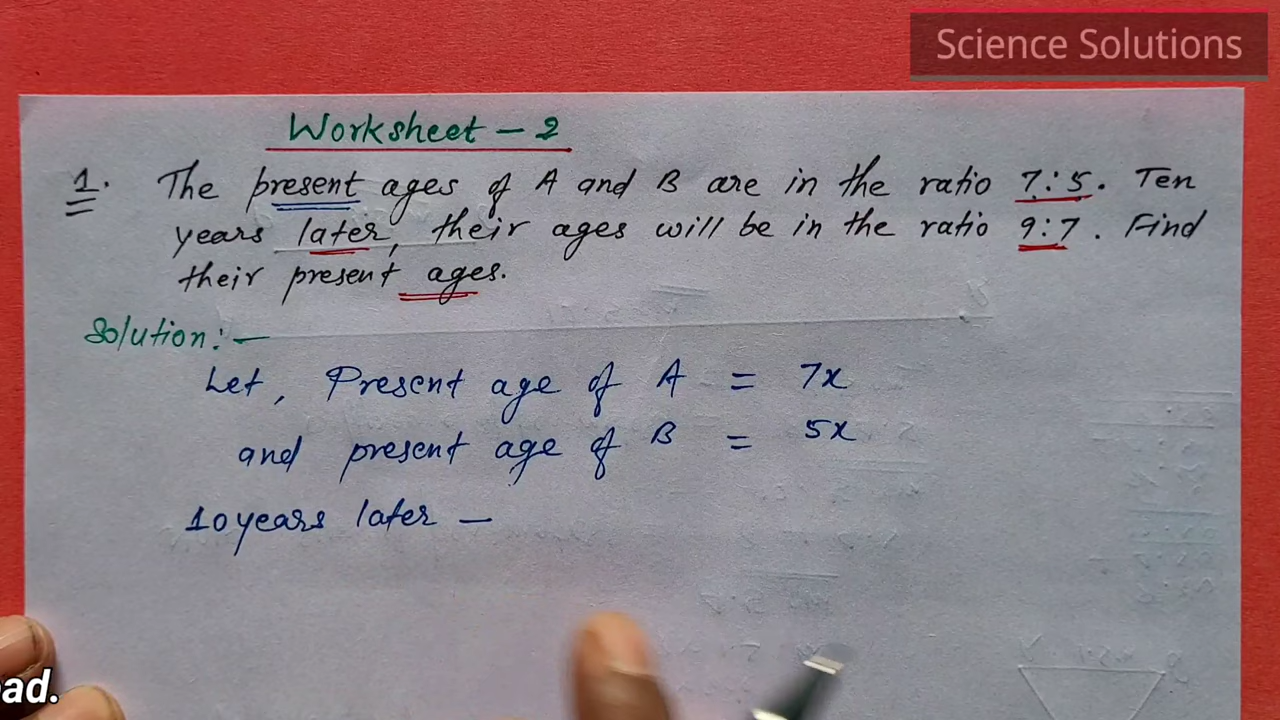 Science Solutions
Worksheet - 2
1. The present ages of A and B are in the ratio 7:5. Ten
years later, their ages will be in the ratio 9:7. Find
their present ages.
Solution:-
Let, Present age of A = 7x
and present age of B = 5x
10 years later -
ad.